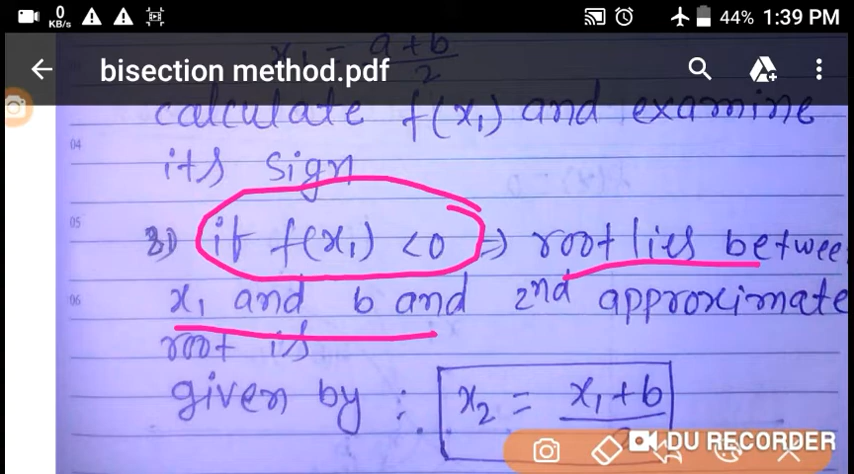 0 KB/s 44% 1:39 PM
bisection method.pdf
x₁ = a+b
2
calculate f(x₁) and examine
04
its sign
05
3) if f(x₁) <0 ⇒ root lies betwee
06
x₁ and b and 2nd approximate
root is
given by : x₂ = x₁+b
DU RECORDER